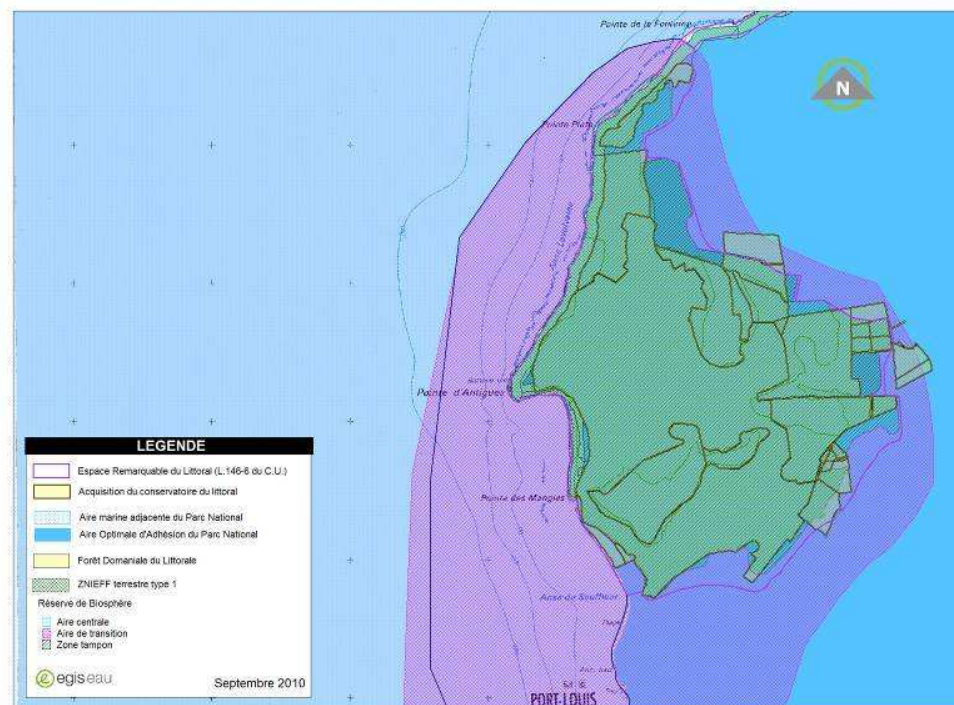 Pointe de la
Pointe Plate
Pointe d'Antigues
Pointe des Mangles
Anse de Souffleur
Plage
PORT-LOUIS
N
LEGENDE
Espace Remarquable du Littoral (L.146-6 du C.U.)
Acquisition du conservatoire du littoral
Aire marine adjacente du Parc National
Aire Optimale d'Adhésion du Parc National
Forêt Domaniale du Littorale
ZNIEFF terrestre type 1
Réserve de Biosphère
Aire centrale
Aire de transition
Zone tampon
egis eau
Septembre 2010